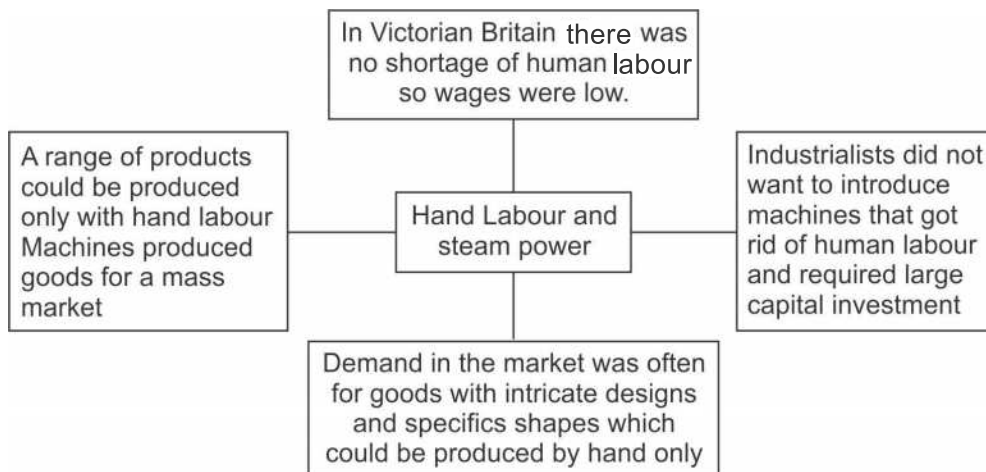 In Victorian Britain there was
no shortage of human labour
so wages were low.
A range of products
could be produced
only with hand labour
Machines produced
goods for a mass
market
Hand Labour and
steam power
Industrialists did not
want to introduce
machines that got
rid of human labour
and required large
capital investment
Demand in the market was often
for goods with intricate designs
and specifics shapes which
could be produced by hand only